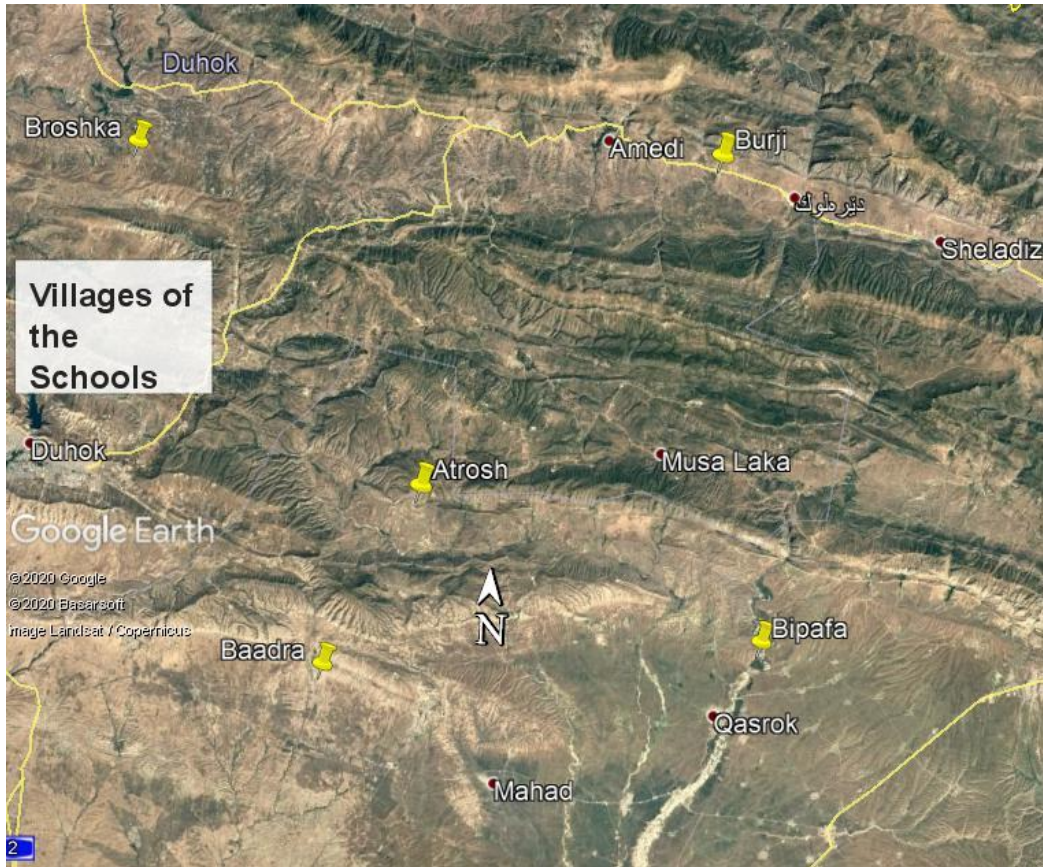 Duhok
Broshka
Amedi
Burji
دێرەلوك
Sheladiz
Villages of
the
Schools
Duhok
Atrosh
Musa Laka
Google Earth
©2020 Google
©2020 Basarsoft
Image Landsat / Copernicus
N
Baadra
Bipafa
Qasrok
Mahad
2